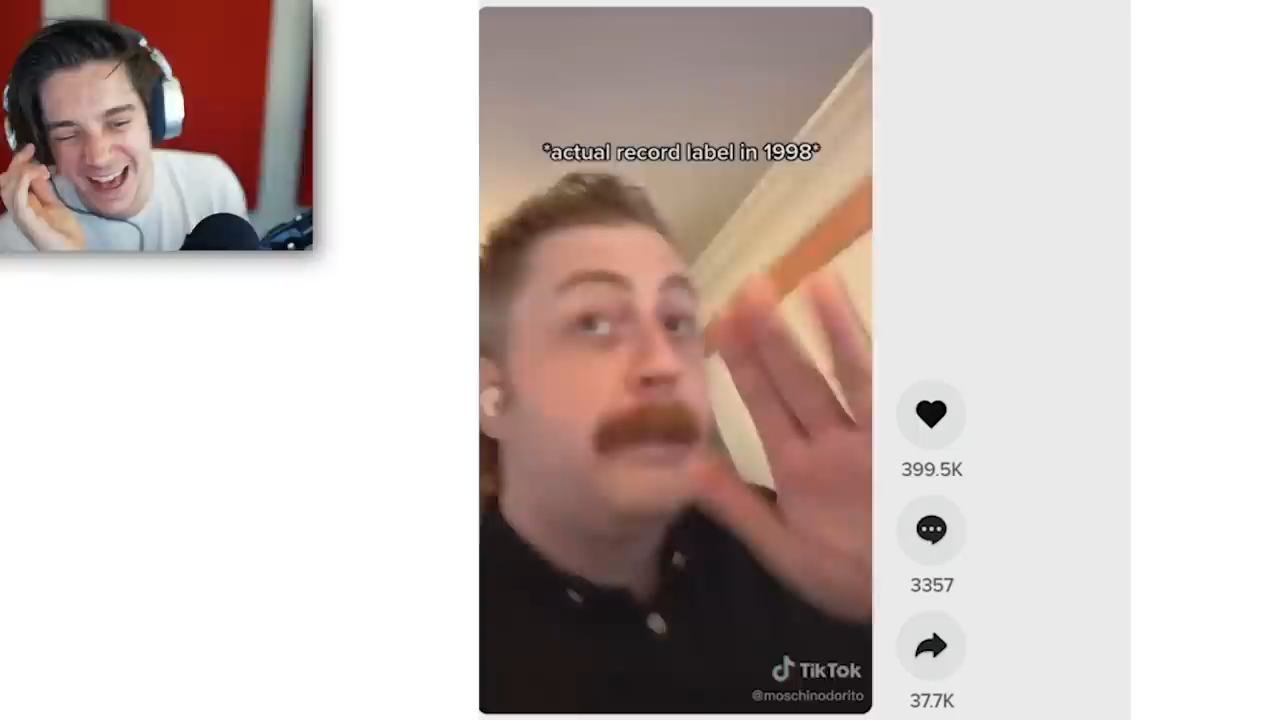 *actual record label in 1998*
399.5K
3357
TikTok
@moschinodorito
37.7K